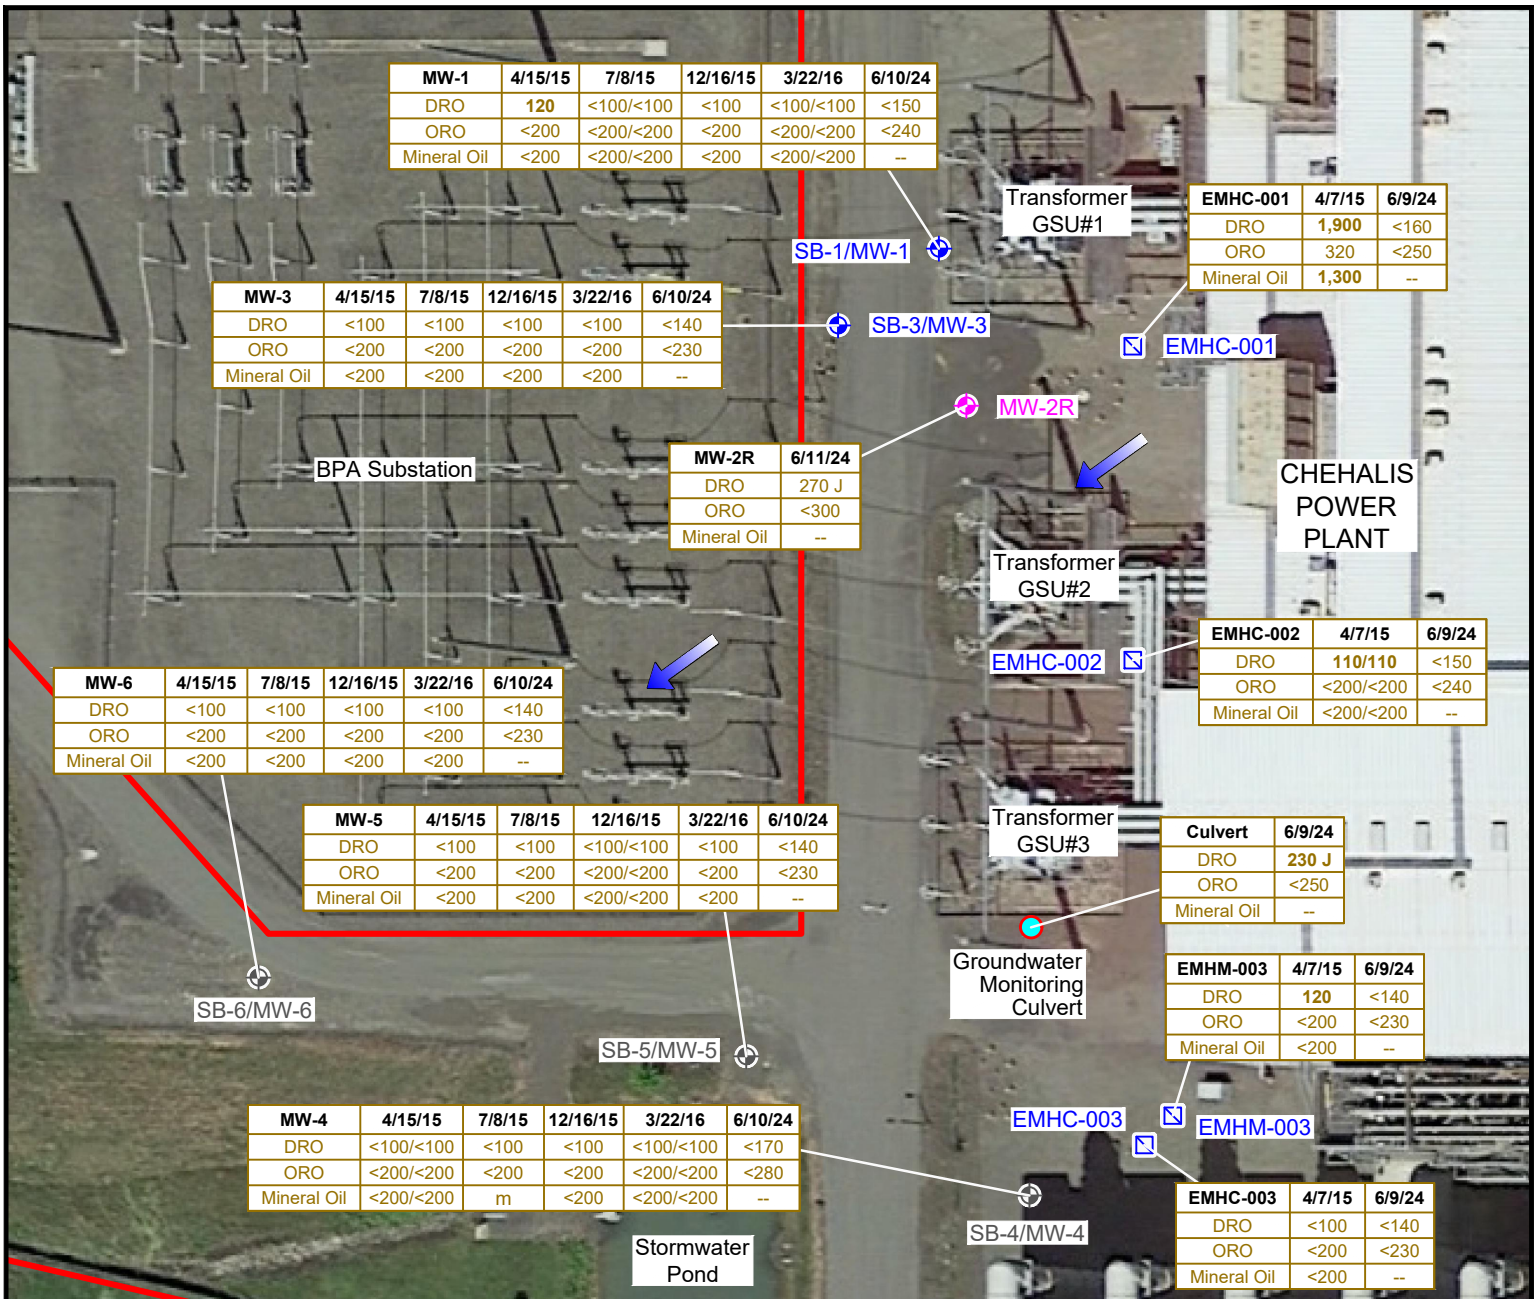 MW-1 4/15/15 7/8/15 12/16/15 3/22/16 6/10/24
DRO 120 <100/<100 <100 <100/<100 <150
ORO <200 <200/<200 <200 <200/<200 <240
Mineral Oil <200 <200/<200 <200 <200/<200 --
Transformer
GSU#1
EMHC-001 4/7/15 6/9/24
DRO 1,900 <160
ORO 320 <250
Mineral Oil 1,300 --
SB-1/MW-1
MW-3 4/15/15 7/8/15 12/16/15 3/22/16 6/10/24
DRO <100 <100 <100 <100 <140
ORO <200 <200 <200 <200 <230
Mineral Oil <200 <200 <200 <200 --
SB-3/MW-3
EMHC-001
MW-2R
BPA Substation
MW-2R 6/11/24
DRO 270 J
ORO <300
Mineral Oil --
CHEHALIS
POWER
PLANT
Transformer
GSU#2
EMHC-002 4/7/15 6/9/24
DRO 110/110 <150
ORO <200/<200 <240
Mineral Oil <200/<200 --
EMHC-002
MW-6 4/15/15 7/8/15 12/16/15 3/22/16 6/10/24
DRO <100 <100 <100 <100 <140
ORO <200 <200 <200 <200 <230
Mineral Oil <200 <200 <200 <200 --
MW-5 4/15/15 7/8/15 12/16/15 3/22/16 6/10/24
DRO <100 <100 <100/<100 <100 <140
ORO <200 <200 <200/<200 <200 <230
Mineral Oil <200 <200 <200/<200 <200 --
Transformer
GSU#3
Culvert 6/9/24
DRO 230 J
ORO <250
Mineral Oil --
Groundwater
Monitoring
Culvert
EMHM-003 4/7/15 6/9/24
DRO 120 <140
ORO <200 <230
Mineral Oil <200 --
SB-6/MW-6
SB-5/MW-5
MW-4 4/15/15 7/8/15 12/16/15 3/22/16 6/10/24
DRO <100/<100 <100 <100 <100/<100 <170
ORO <200/<200 <200 <200 <200/<200 <280
Mineral Oil <200/<200 m <200 <200/<200 --
EMHC-003
EMHM-003
SB-4/MW-4
EMHC-003 4/7/15 6/9/24
DRO <100 <140
ORO <200 <230
Mineral Oil <200 --
Stormwater
Pond